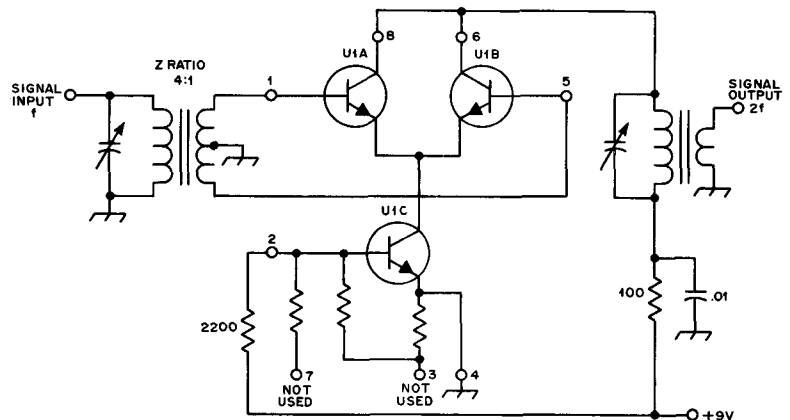 8
6
U1A
U1B
Z RATIO
4:1
SIGNAL
INPUT
f
1
5
SIGNAL
OUTPUT
2f
U1C
2
2200
100
.01
7
NOT
USED
3
NOT
USED
4
+9V